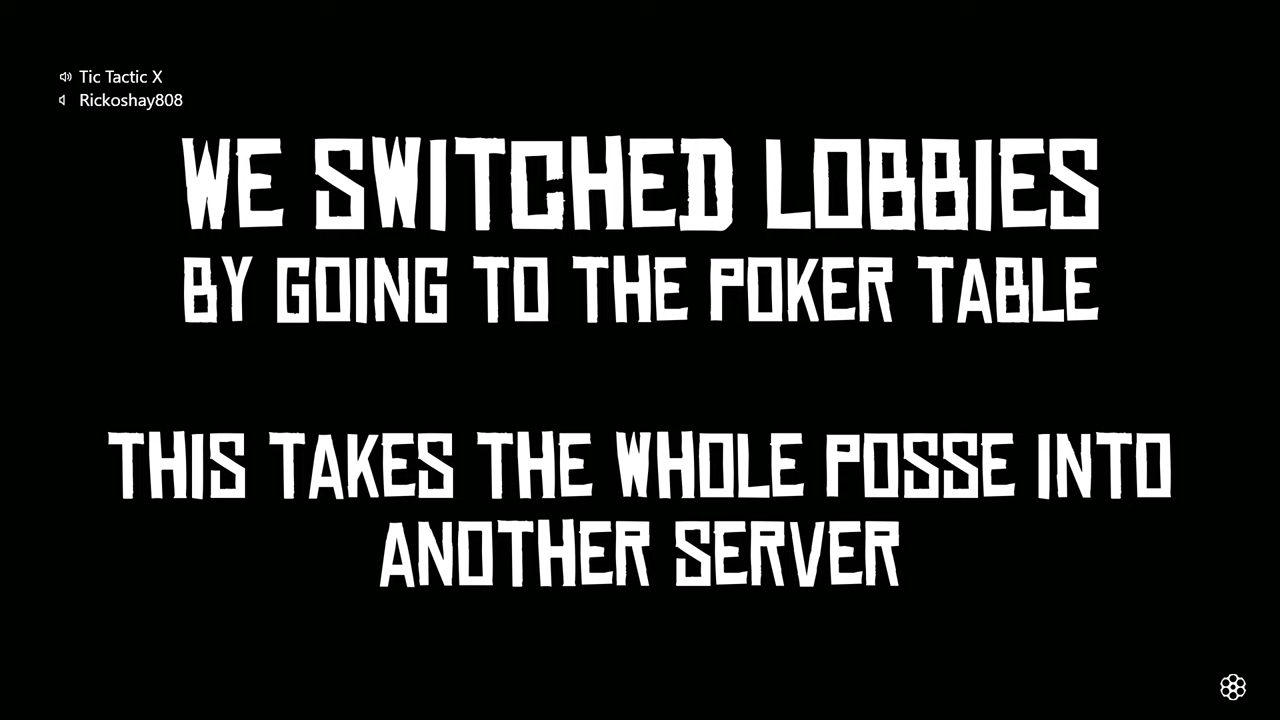 Tic Tactic X
Rickoshay808
WE SWITCHED LOBBIES
BY GOING TO THE POKER TABLE
THIS TAKES THE WHOLE POSSE INTO
ANOTHER SERVER